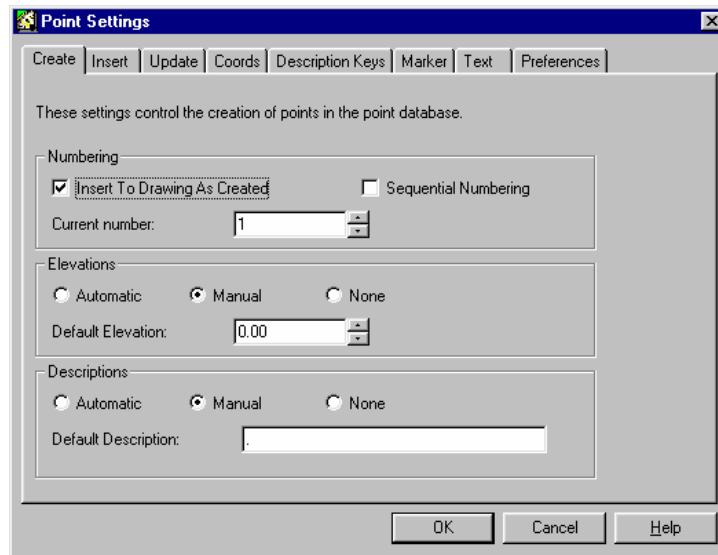 Point Settings
Create Insert Update Coords Description Keys Marker Text Preferences
These settings control the creation of points in the point database.
Numbering
Insert To Drawing As Created Sequential Numbering
Current number: 1
Elevations
Automatic Manual None
Default Elevation: 0.00
Descriptions
Automatic Manual None
Default Description: .
OK Cancel Help